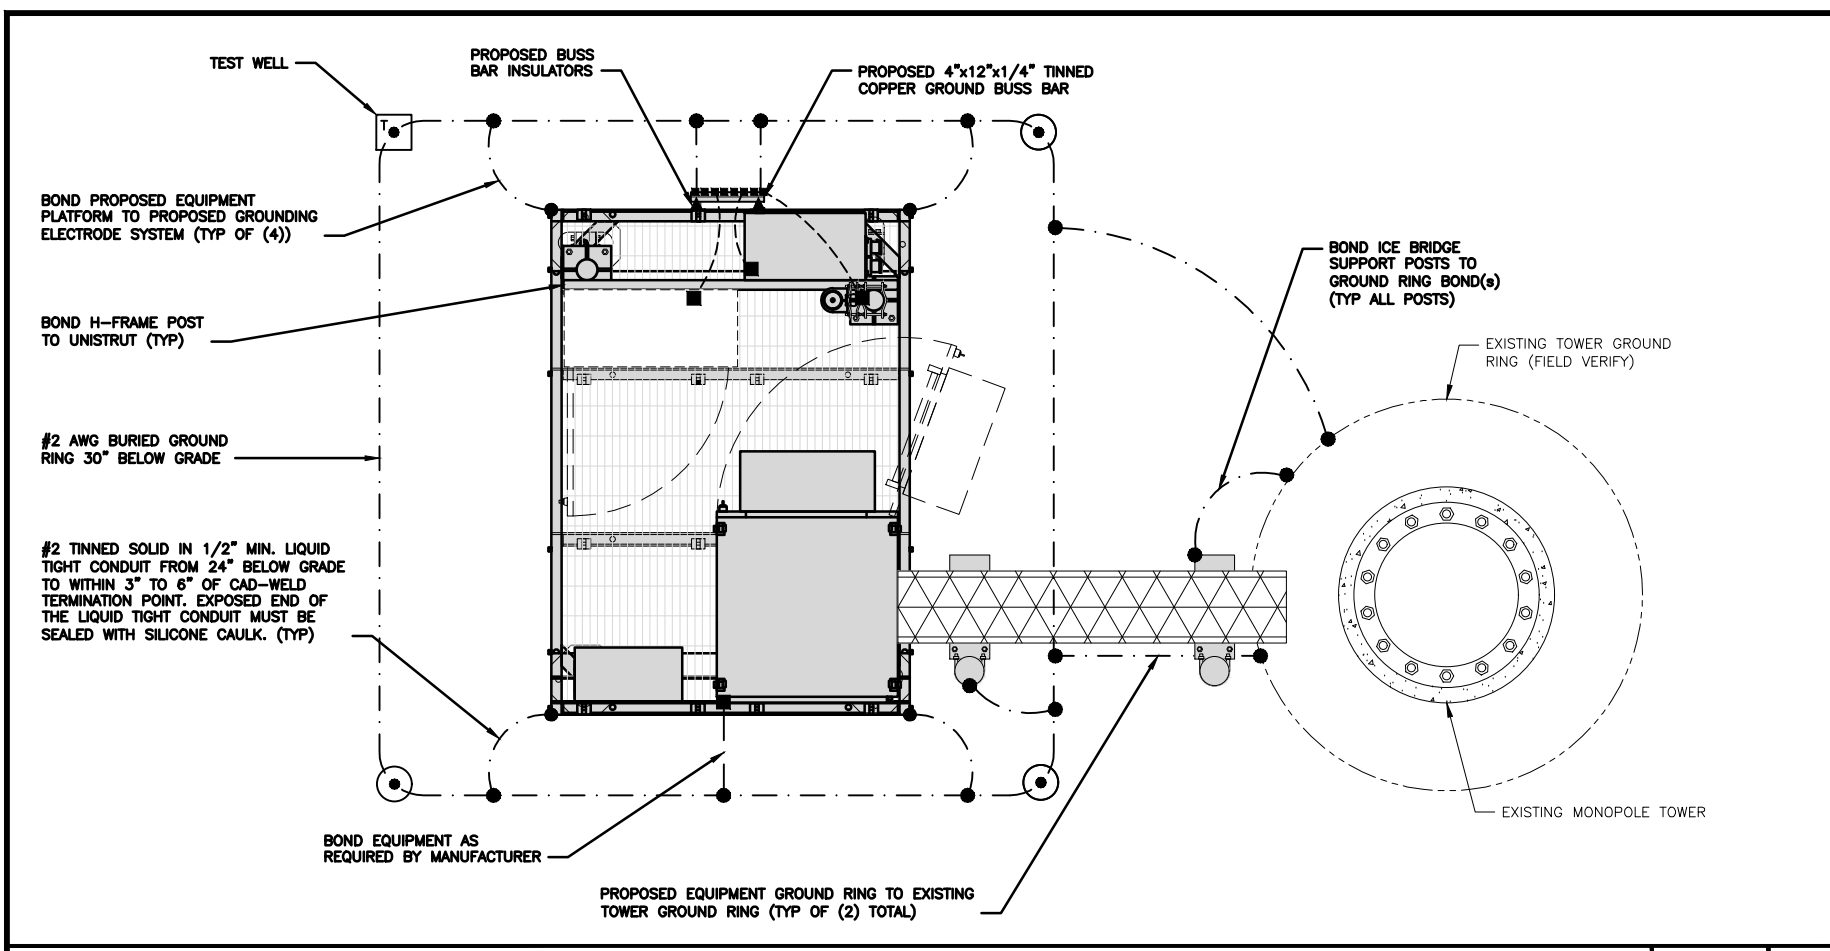 TEST WELL
PROPOSED BUSS
BAR INSULATORS
PROPOSED 4"x12"x1/4" TINNED
COPPER GROUND BUSS BAR
T
BOND PROPOSED EQUIPMENT
PLATFORM TO PROPOSED GROUNDING
ELECTRODE SYSTEM (TYP OF (4))
BOND ICE BRIDGE
SUPPORT POSTS TO
GROUND RING BOND(s)
(TYP ALL POSTS)
BOND H-FRAME POST
TO UNISTRUT (TYP)
EXISTING TOWER GROUND
RING (FIELD VERIFY)
#2 AWG BURIED GROUND
RING 30" BELOW GRADE
#2 TINNED SOLID IN 1/2" MIN. LIQUID
TIGHT CONDUIT FROM 24" BELOW GRADE
TO WITHIN 3" TO 6" OF CAD-WELD
TERMINATION POINT. EXPOSED END OF
THE LIQUID TIGHT CONDUIT MUST BE
SEALED WITH SILICONE CAULK. (TYP)
EXISTING MONOPOLE TOWER
BOND EQUIPMENT AS
REQUIRED BY MANUFACTURER
PROPOSED EQUIPMENT GROUND RING TO EXISTING
TOWER GROUND RING (TYP OF (2) TOTAL)